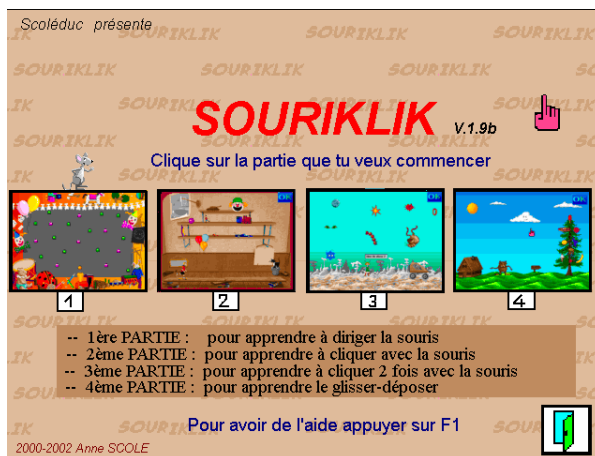 Scoléduc présente
SOURIKLIK
V.1.9b
Clique sur la partie que tu veux commencer
OK
OK
OK
1
2
3
4
-- 1ère PARTIE : pour apprendre à diriger la souris
-- 2ème PARTIE : pour apprendre à cliquer avec la souris
-- 3ème PARTIE : pour apprendre à cliquer 2 fois avec la souris
-- 4ème PARTIE : pour apprendre le glisser-déposer
Pour avoir de l'aide appuyer sur F1
2000-2002 Anne SCOLE